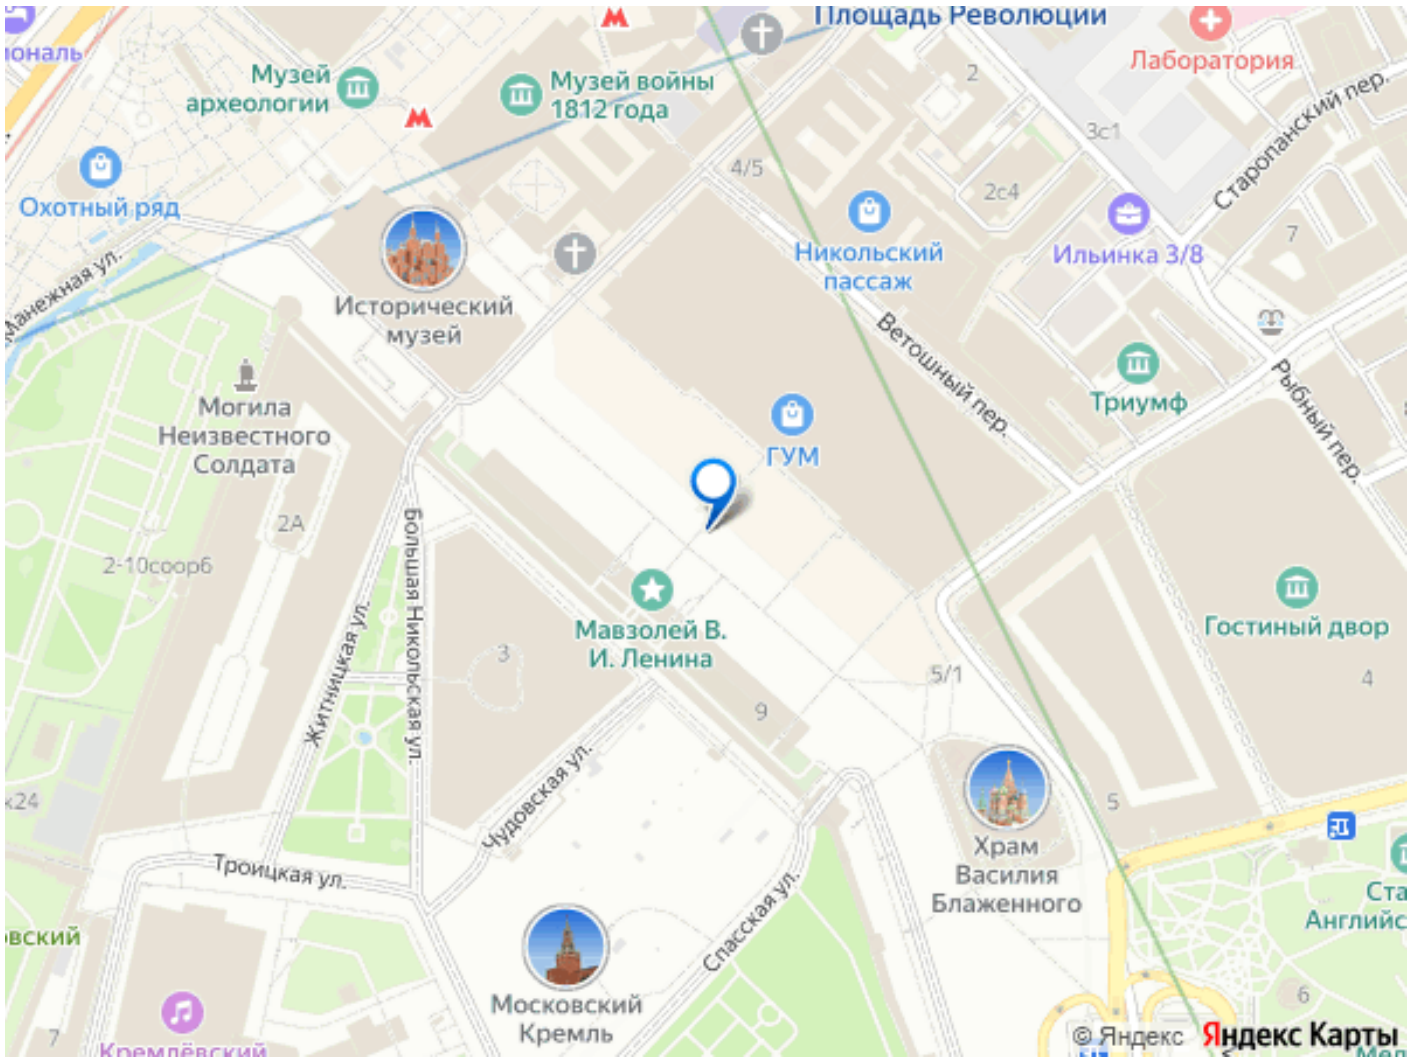 Площадь Революции
Лаборатория
Музей
археологии
Музей войны
1812 года
2
3с1
Старопанский пер.
4/5
2с4
Охотный ряд
Никольский
пассаж
Ильинка 3/8
7
Манежная ул.
Исторический
музей
Ветошный пер.
Рыбный пер.
Триумф
Могила
Неизвестного
Солдата
ГУМ
2А
2-10соор6
Большая Никольская ул.
Житницкая ул.
Мавзолей В.
И. Ленина
3
Гостиный двор
4
5/1
9
Чудовская ул.
5
Троицкая ул.
1
Храм
Василия
Блаженного
Спасская ул.
Московский
Кремль
6
7
Кремлёвский
© Яндекс Яндекс Карты